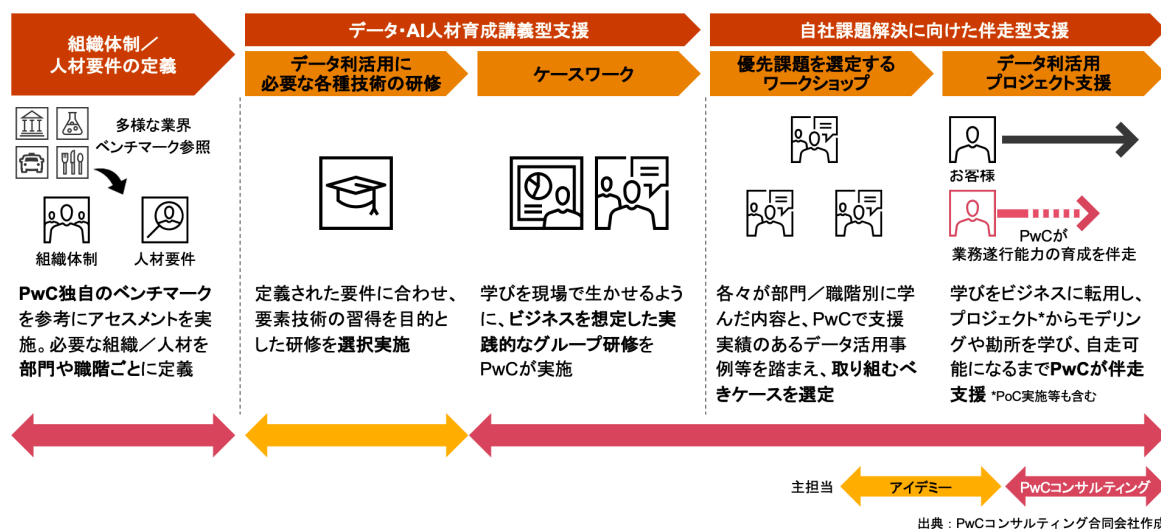 組織体制／
人材要件の定義
データ・AI人材育成講義型支援
自社課題解決に向けた伴走型支援
データ利活用に
必要な各種技術の研修
ケースワーク
優先課題を選定する
ワークショップ
データ利活用
プロジェクト支援
多様な業界
ベンチマーク参照
組織体制
人材要件
お客様
PwCが
業務遂行能力の育成を伴走
PwC独自のベンチマーク
を参考にアセスメントを実
施。必要な組織／人材を
部門や職階ごとに定義
定義された要件に合わせ、
要素技術の習得を目的と
した研修を選択実施
学びを現場で生かせるよう
に、ビジネスを想定した実
践的なグループ研修を
PwCが実施
各々が部門／職階別に学
んだ内容と、PwCで支援
実績のあるデータ活用事
例等を踏まえ、取り組むべ
きケースを選定
学びをビジネスに転用し、
プロジェクト*からモデリン
グや勘所を学び、自走可
能になるまでPwCが伴走
支援 *PoC実施等も含む
主担当
アイデミー
PwCコンサルティング
出典：PwCコンサルティング合同会社作成